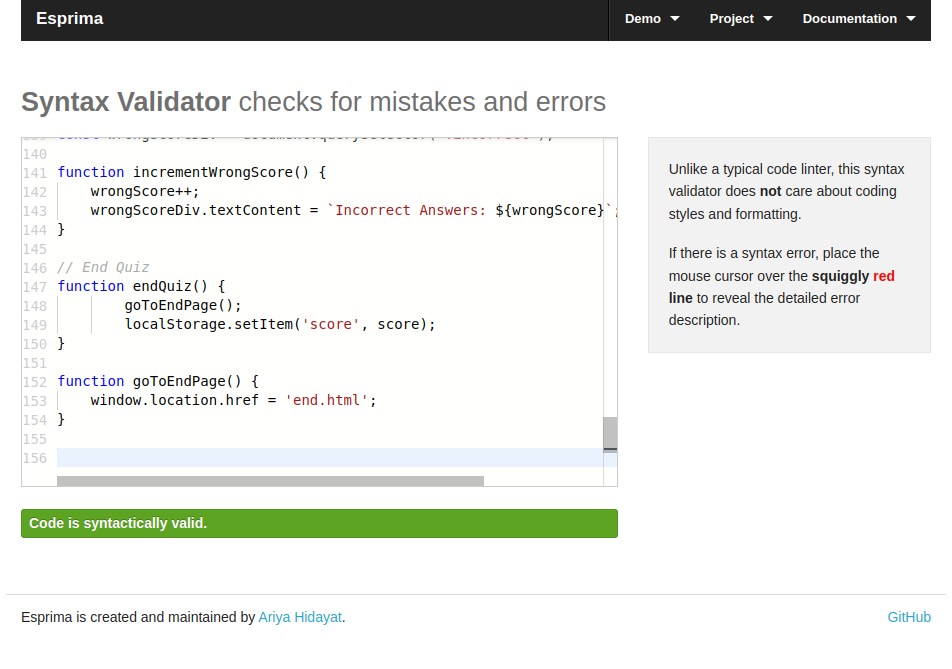 Esprima
Demo Project Documentation
Syntax Validator checks for mistakes and errors
140
141 function incrementWrongScore() {
142 wrongScore++;
143 wrongScoreDiv.textContent = `Incorrect Answers: ${wrongScore}`;
144 }
145
146 // End Quiz
147 function endQuiz() {
148 goToEndPage();
149 localStorage.setItem('score', score);
150 }
151
152 function goToEndPage() {
153 window.location.href = 'end.html';
154 }
155
156
Code is syntactically valid.
Unlike a typical code linter, this syntax
validator does not care about coding
styles and formatting.
If there is a syntax error, place the
mouse cursor over the squiggly red
line to reveal the detailed error
description.
Esprima is created and maintained by Ariya Hidayat.
GitHub